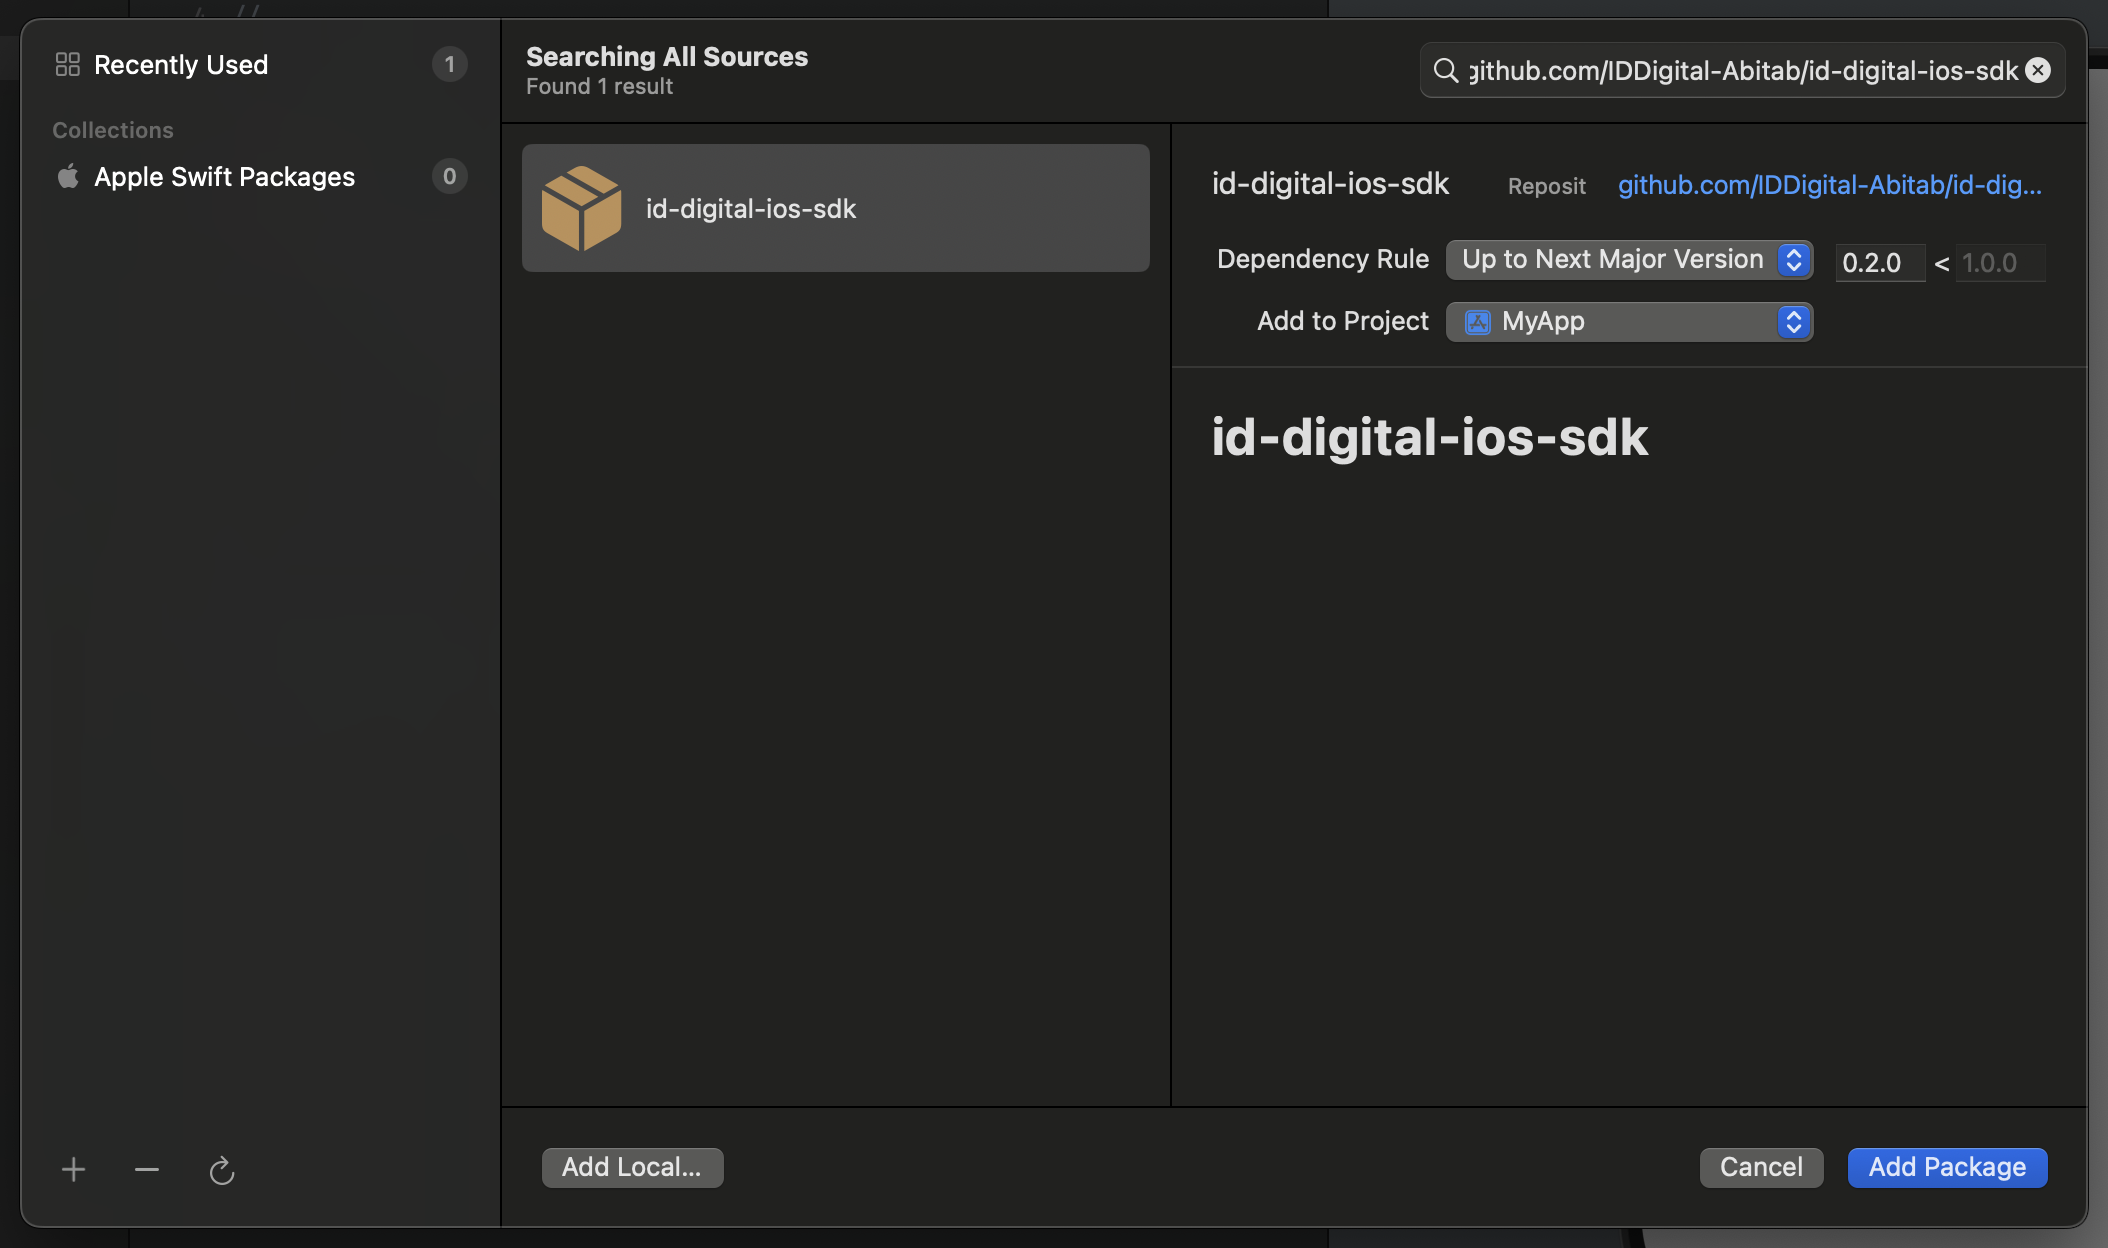 Recently Used 1
Collections
Apple Swift Packages 0
Searching All Sources
Found 1 result
github.com/IDDigital-Abitab/id-digital-ios-sdk
id-digital-ios-sdk
id-digital-ios-sdk Reposit github.com/IDDigital-Abitab/id-dig...
Dependency Rule Up to Next Major Version 0.2.0 < 1.0.0
Add to Project MyApp
id-digital-ios-sdk
Add Local... Cancel Add Package